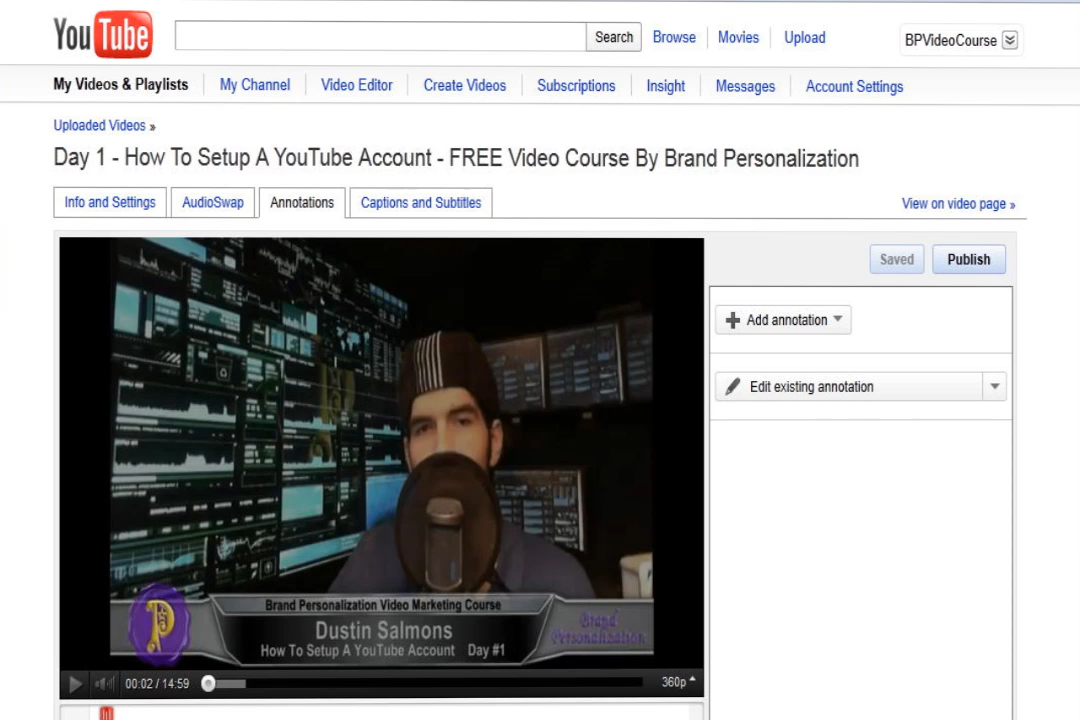 YouTube Search Browse Movies Upload BPVideoCourse
My Videos & Playlists My Channel Video Editor Create Videos Subscriptions Insight Messages Account Settings
Uploaded Videos »
Day 1 - How To Setup A YouTube Account - FREE Video Course By Brand Personalization
Info and Settings AudioSwap Annotations Captions and Subtitles View on video page »
Saved Publish
Add annotation
Edit existing annotation
Brand Personalization Video Marketing Course
Dustin Salmons
How To Setup A YouTube Account Day #1
P
Brand
Personalization
00:02 / 14:59 360p